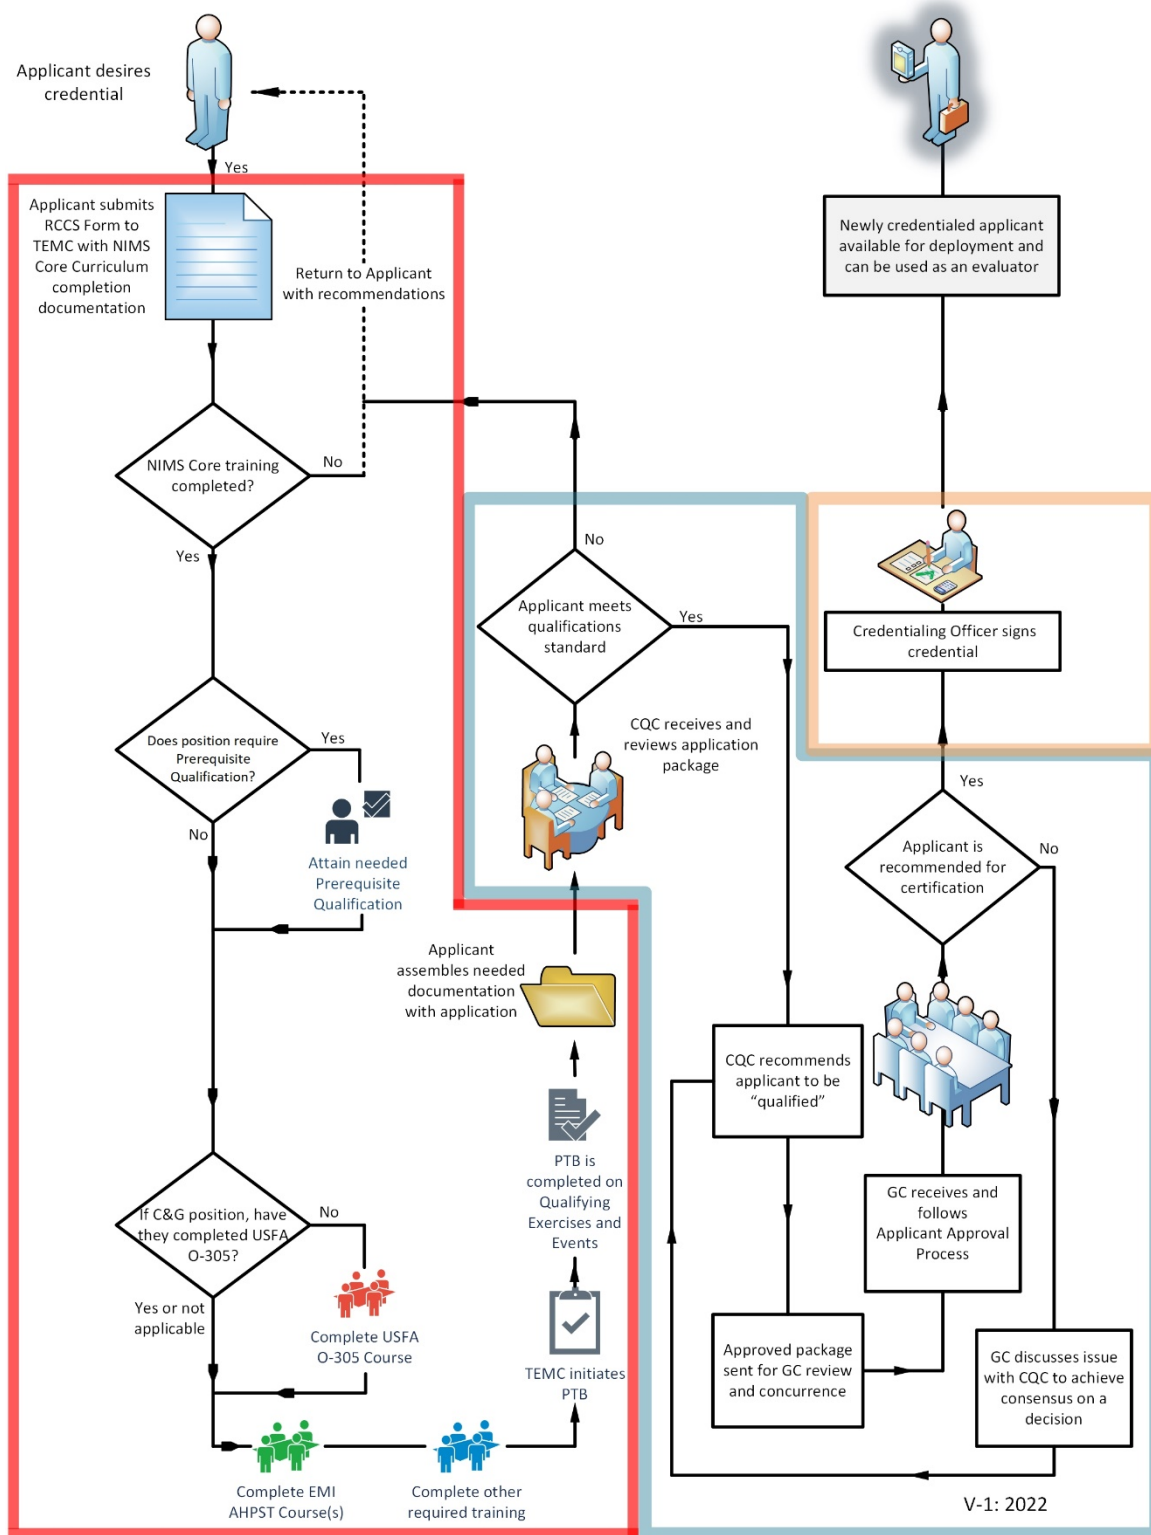 Applicant desires
credential
Yes
Applicant submits
RCCS Form to
TEMC with NIMS
Core Curriculum
completion
documentation
Return to Applicant
with recommendations
NIMS Core training
completed?
No
Yes
Does position require
Prerequisite
Qualification?
Yes
No
Attain needed
Prerequisite
Qualification
If C&G position, have
they completed USFA
O-305?
No
Yes or not
applicable
Complete USFA
O-305 Course
Complete EMI
AHPST Course(s)
Complete other
required training
TEMC initiates
PTB
PTB is
completed on
Qualifying
Exercises and
Events
Applicant
assembles needed
documentation
with application
CQC receives and
reviews application
package
Applicant meets
qualifications
standard
No
Yes
CQC recommends
applicant to be
“qualified”
Approved package
sent for GC review
and concurrence
GC receives and
follows
Applicant Approval
Process
Applicant is
recommended for
certification
No
Yes
GC discusses issue
with CQC to achieve
consensus on a
decision
Credentialing Officer signs
credential
Newly credentialed applicant
available for deployment and
can be used as an evaluator
V-1: 2022